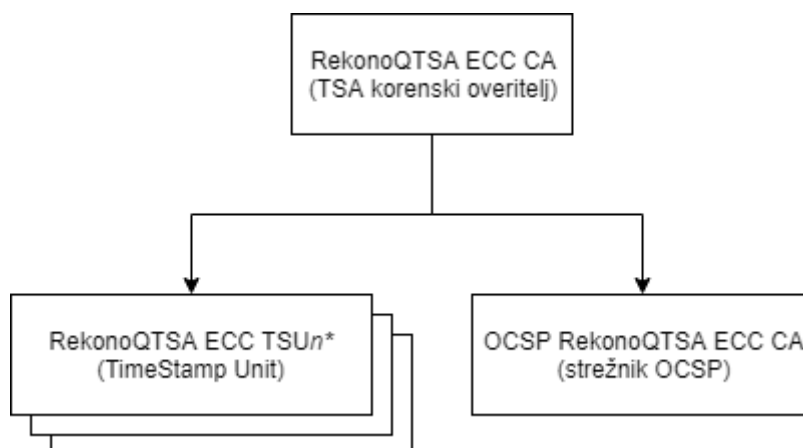 RekonoQTSA ECC CA
(TSA korenski overitelj)
RekonoQTSA ECC TSUn*
(TimeStamp Unit)
OCSP RekonoQTSA ECC CA
(strežnik OCSP)